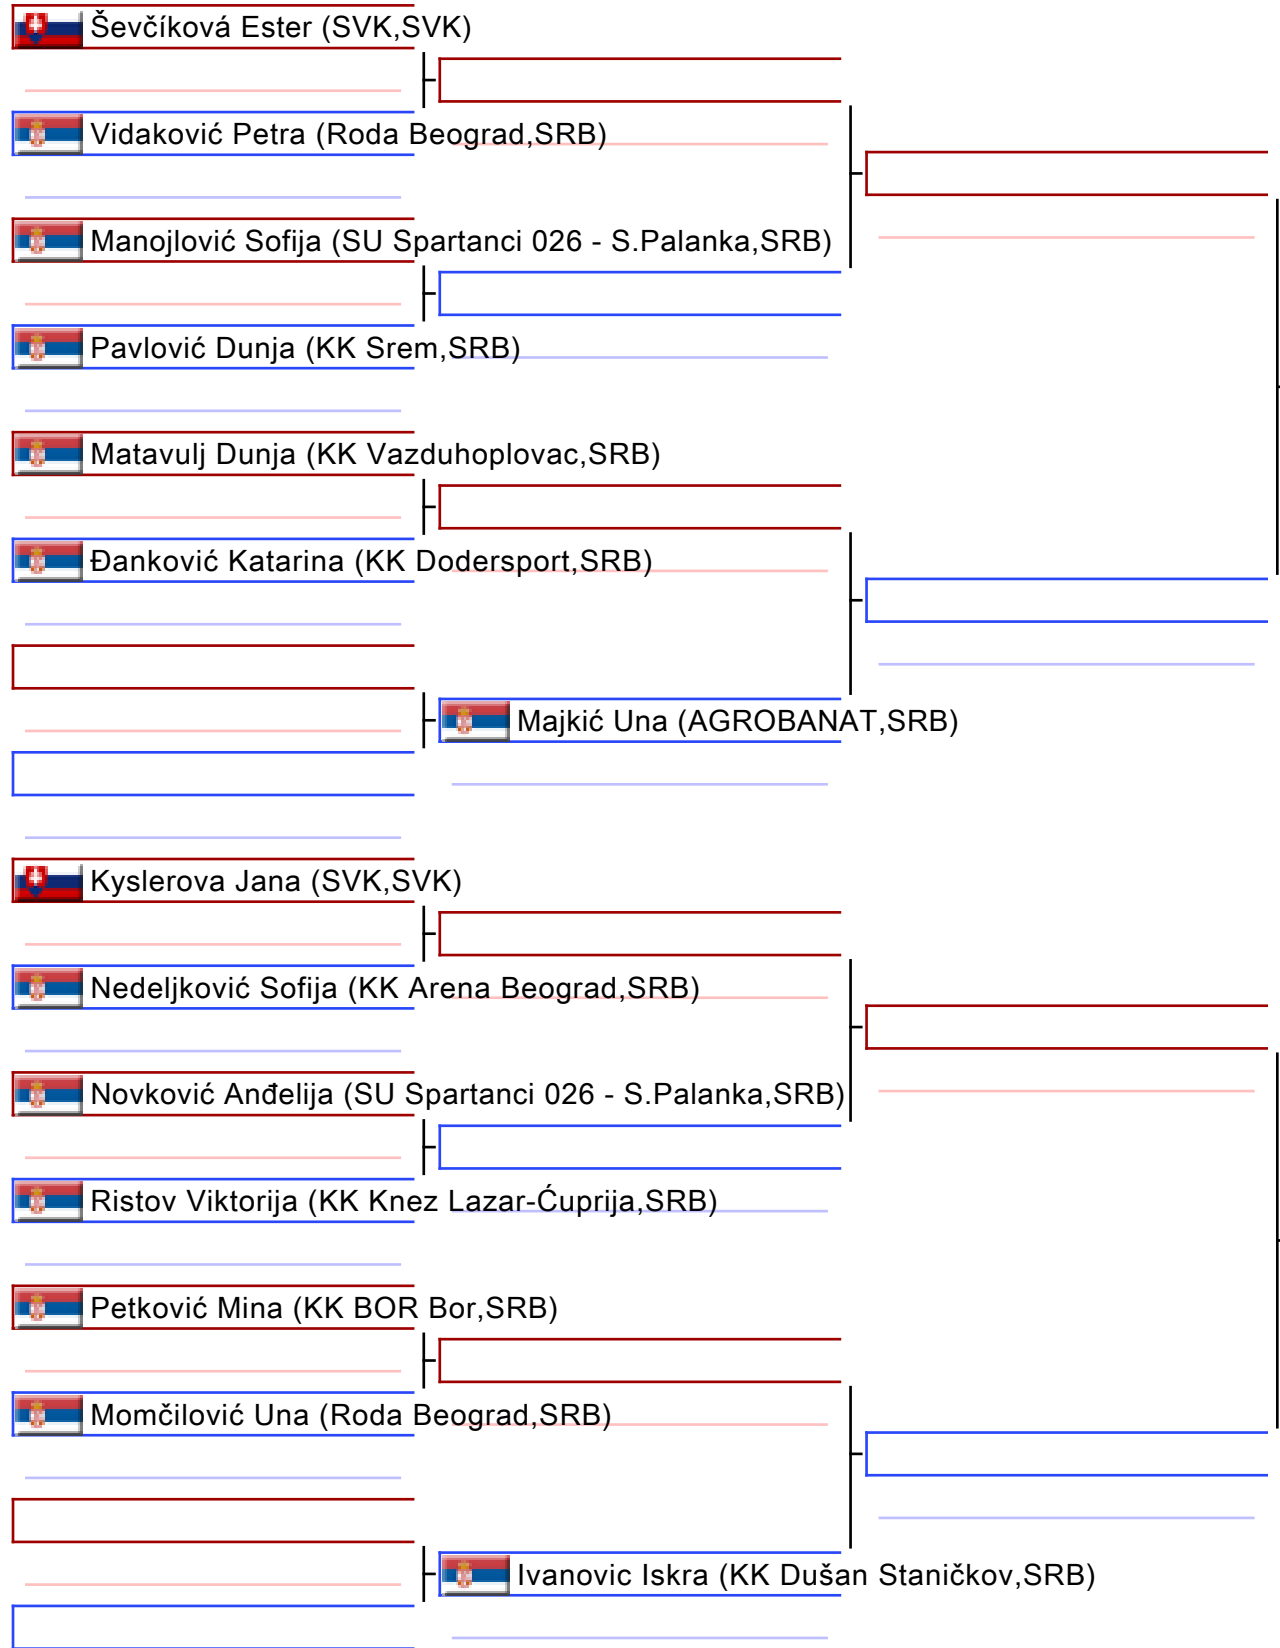 Ševčíková Ester (SVK,SVK)
Vidaković Petra (Roda Beograd,SRB)
Manojlović Sofija (SU Spartanci 026 - S.Palanka,SRB)
Pavlović Dunja (KK Srem,SRB)
Matavulj Dunja (KK Vazduhoplovac,SRB)
Đanković Katarina (KK Dodersport,SRB)
Majkić Una (AGROBANAT,SRB)
Kyslerova Jana (SVK,SVK)
Nedeljković Sofija (KK Arena Beograd,SRB)
Novković Anđelija (SU Spartanci 026 - S.Palanka,SRB)
Ristov Viktorija (KK Knez Lazar-Ćuprija,SRB)
Petković Mina (KK BOR Bor,SRB)
Momčilović Una (Roda Beograd,SRB)
Ivanovic Iskra (KK Dušan Staničkov,SRB)